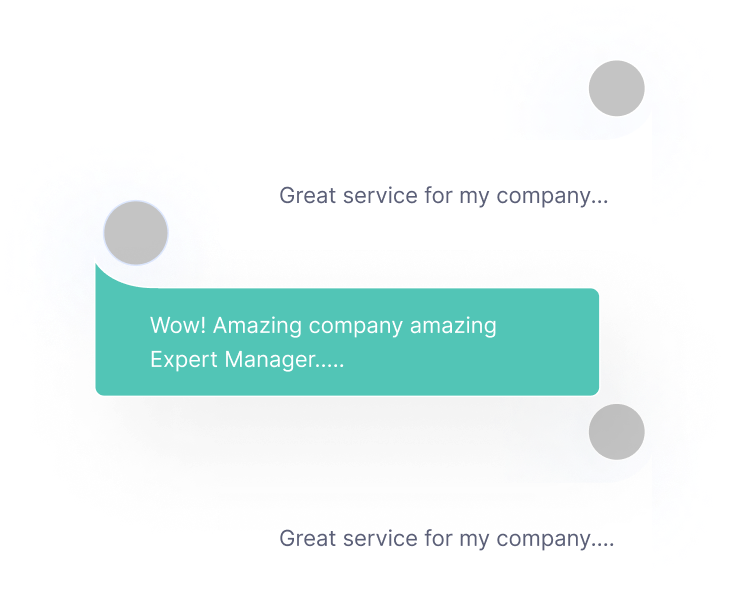 Great service for my company...
Wow! Amazing company amazing
Expert Manager.....
Great service for my company....